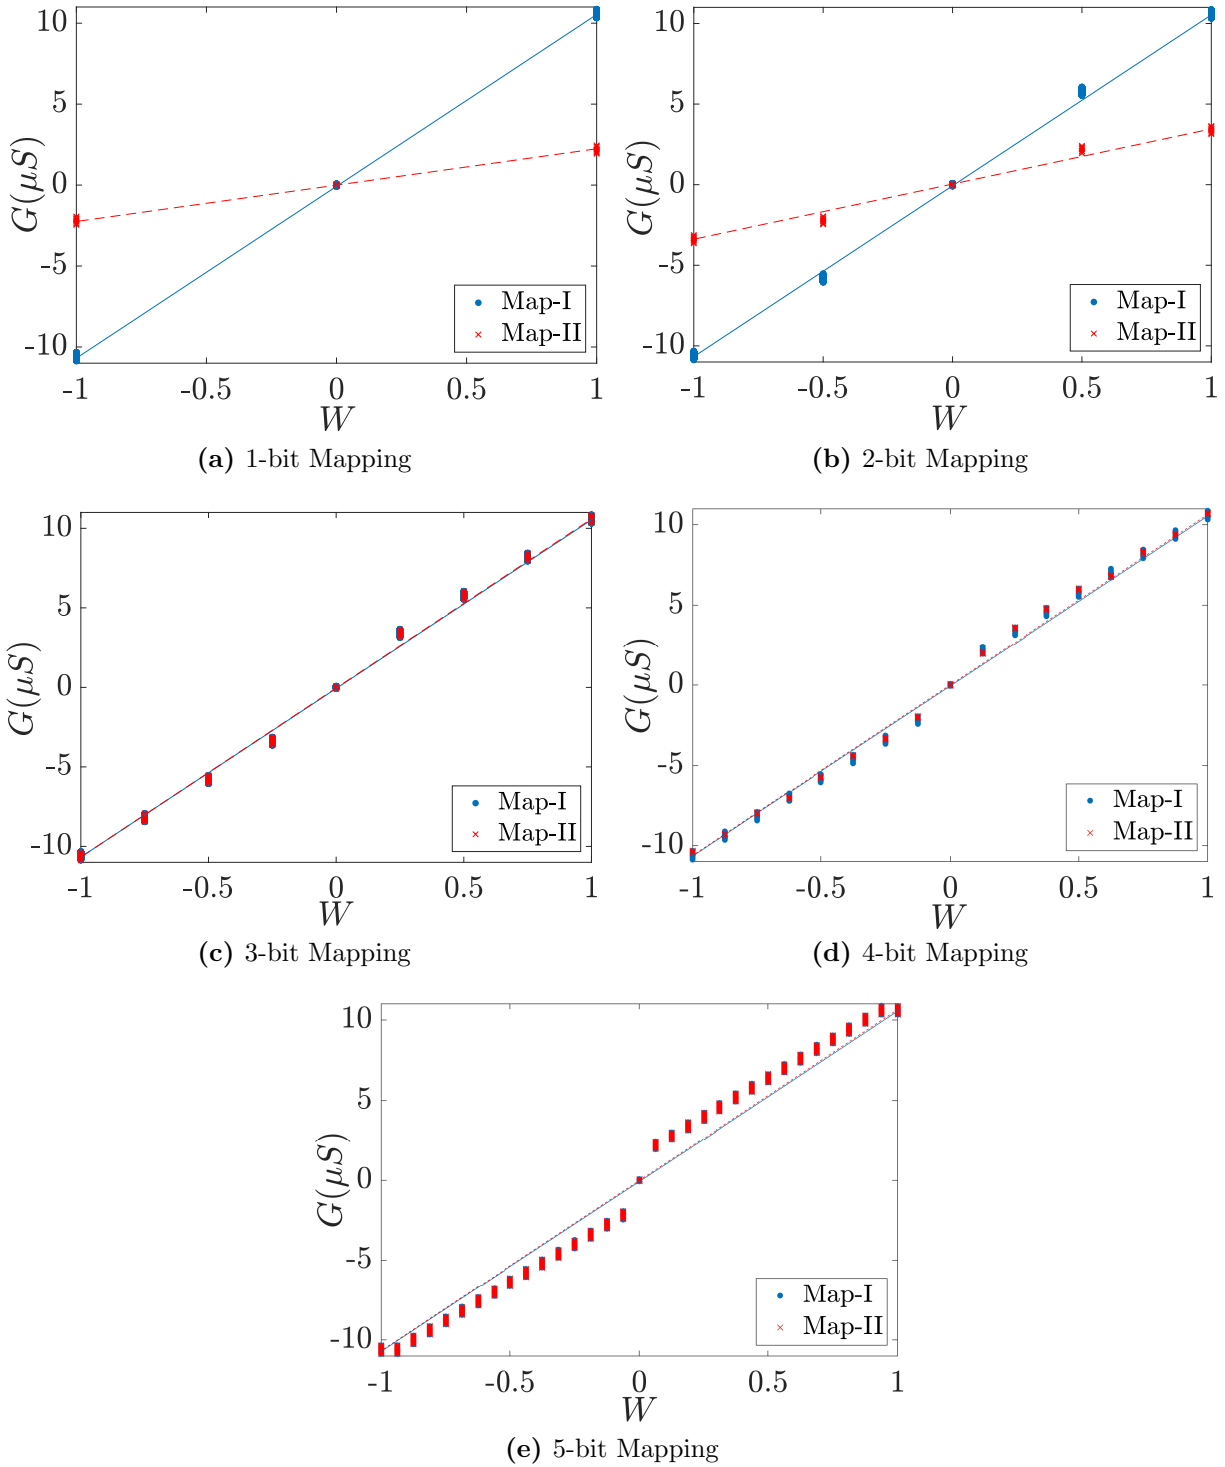 10
5
0
-5
-10
G(μS)
-1
-0.5
0
0.5
1
W
Map-I
Map-II
(a) 1-bit Mapping
10
5
0
-5
-10
G(μS)
-1
-0.5
0
0.5
1
W
Map-I
Map-II
(b) 2-bit Mapping
10
5
0
-5
-10
G(μS)
-1
-0.5
0
0.5
1
W
Map-I
Map-II
(c) 3-bit Mapping
10
5
0
-5
-10
G(μS)
-1
-0.5
0
0.5
1
W
Map-I
Map-II
(d) 4-bit Mapping
10
5
0
-5
-10
G(μS)
-1
-0.5
0
0.5
1
W
Map-I
Map-II
(e) 5-bit Mapping